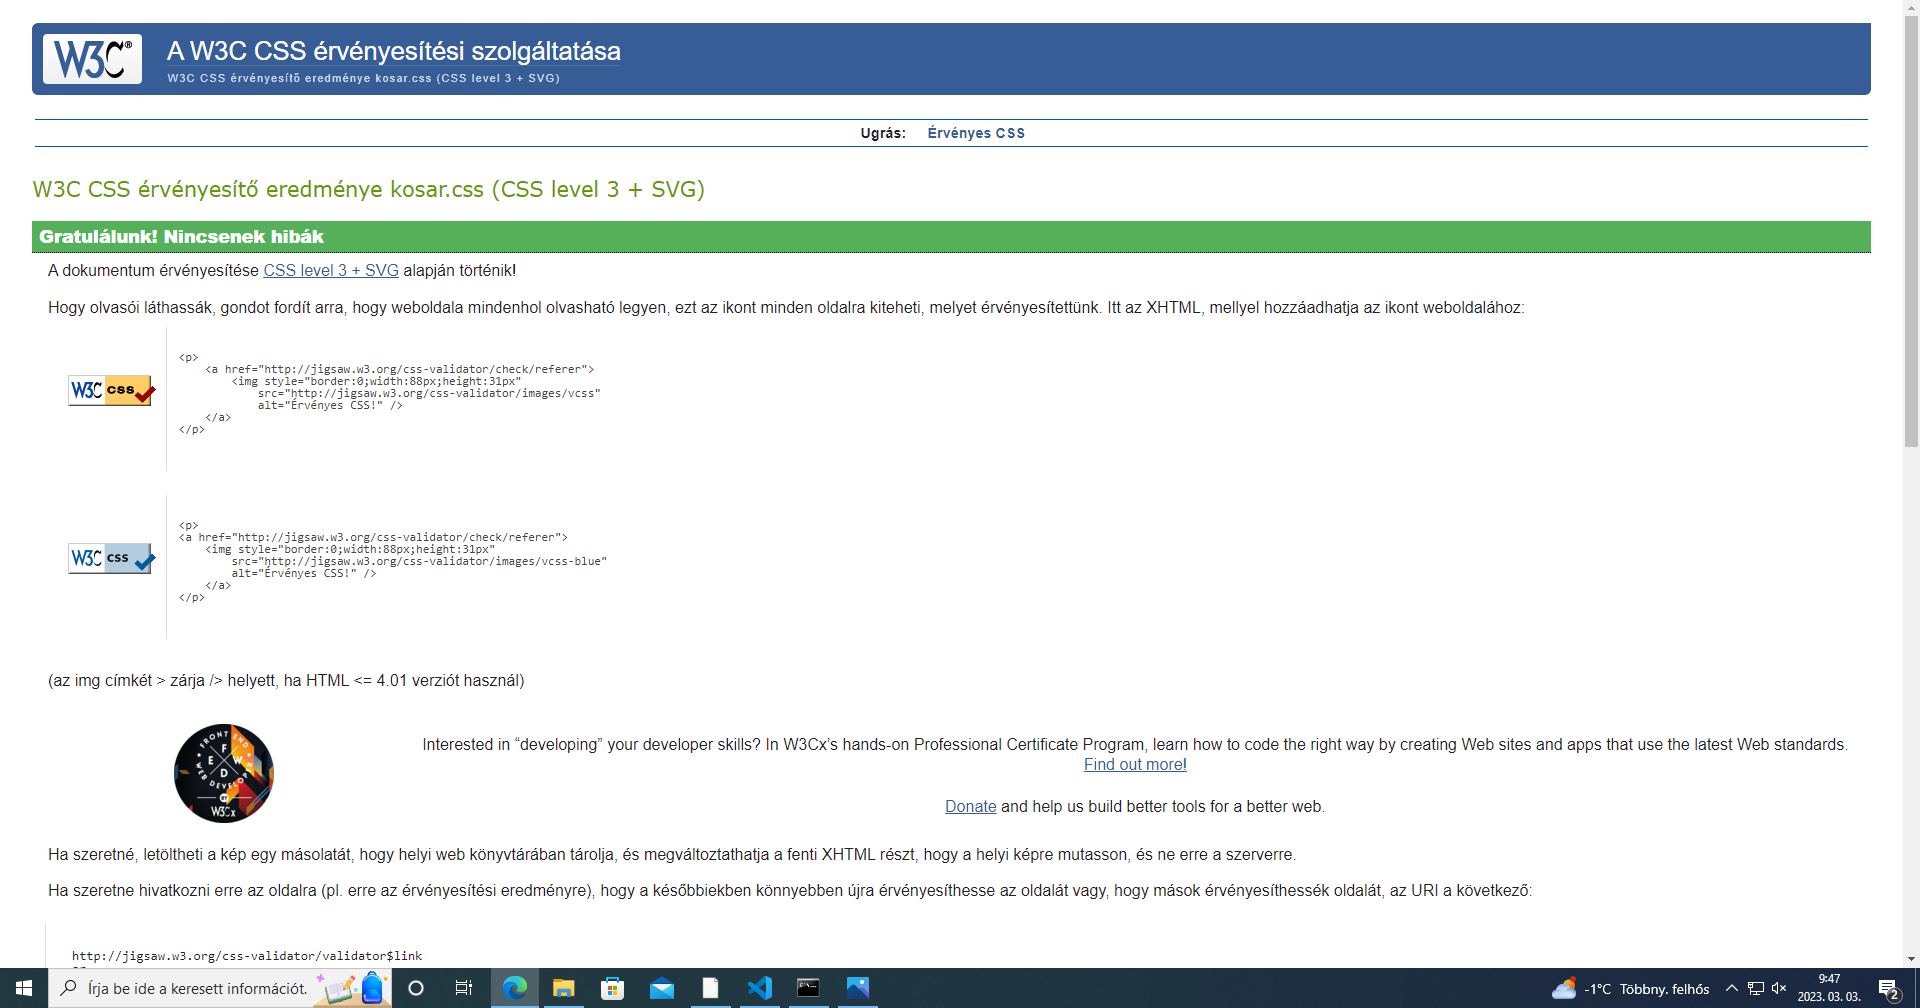 W3C®
A W3C CSS érvényesítési szolgáltatása
W3C CSS érvényesítő eredménye kosar.css (CSS level 3 + SVG)
Ugrás: Érvényes CSS
W3C CSS érvényesítő eredménye kosar.css (CSS level 3 + SVG)
Gratulálunk! Nincsenek hibák
A dokumentum érvényesítése CSS level 3 + SVG alapján történik!
Hogy olvasói láthassák, gondot fordít arra, hogy weboldala mindenhol olvasható legyen, ezt az ikont minden oldalra kiteheti, melyet érvényesítettünk. Itt az XHTML, mellyel hozzáadhatja az ikont weboldalához:
W3C css
<p>
<a href="http://jigsaw.w3.org/css-validator/check/referer">
<img style="border:0;width:88px;height:31px"
src="http://jigsaw.w3.org/css-validator/images/vcss"
alt="Érvényes CSS!" />
</a>
</p>
W3C css
<p>
<a href="http://jigsaw.w3.org/css-validator/check/referer">
<img style="border:0;width:88px;height:31px"
src="http://jigsaw.w3.org/css-validator/images/vcss-blue"
alt="Érvényes CSS!" />
</a>
</p>
(az img címkét > zárja /> helyett, ha HTML <= 4.01 verziót használ)
FRONT END
F E W D
WEB DEVELOPER
W3Cx
Interested in “developing” your developer skills? In W3Cx’s hands-on Professional Certificate Program, learn how to code the right way by creating Web sites and apps that use the latest Web standards.
Find out more!
Donate and help us build better tools for a better web.
Ha szeretné, letöltheti a kép egy másolatát, hogy helyi web könyvtárában tárolja, és megváltoztathatja a fenti XHTML részt, hogy a helyi képre mutasson, és ne erre a szerverre.
Ha szeretne hivatkozni erre az oldalra (pl. erre az érvényesítési eredményre), hogy a későbbiekben könnyebben újra érvényesíthesse az oldalát vagy, hogy mások érvényesíthessék oldalát, az URI a következő:
http://jigsaw.w3.org/css-validator/validator$link
Írja be ide a keresett információt.
-1°C Többny. felhős
9:47
2023. 03. 03.
2